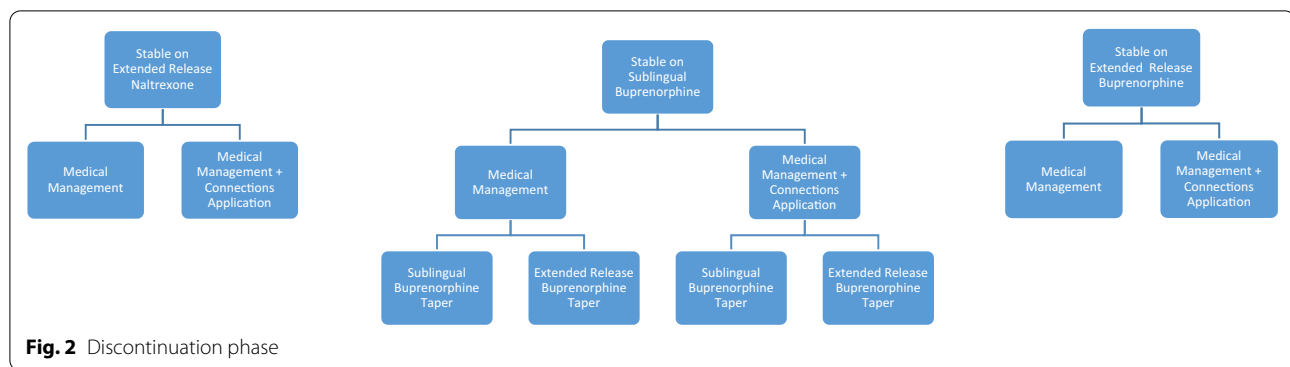 Stable on
Extended Release
Naltrexone
Medical
Management
Medical
Management +
Connections
Application
Stable on
Sublingual
Buprenorphine
Medical
Management
Medical
Management +
Connections
Application
Sublingual
Buprenorphine
Taper
Extended Release
Buprenorphine
Taper
Sublingual
Buprenorphine
Taper
Extended Release
Buprenorphine
Taper
Stable on
Extended Release
Buprenorphine
Medical
Management
Medical
Management +
Connections
Application
Fig. 2 Discontinuation phase